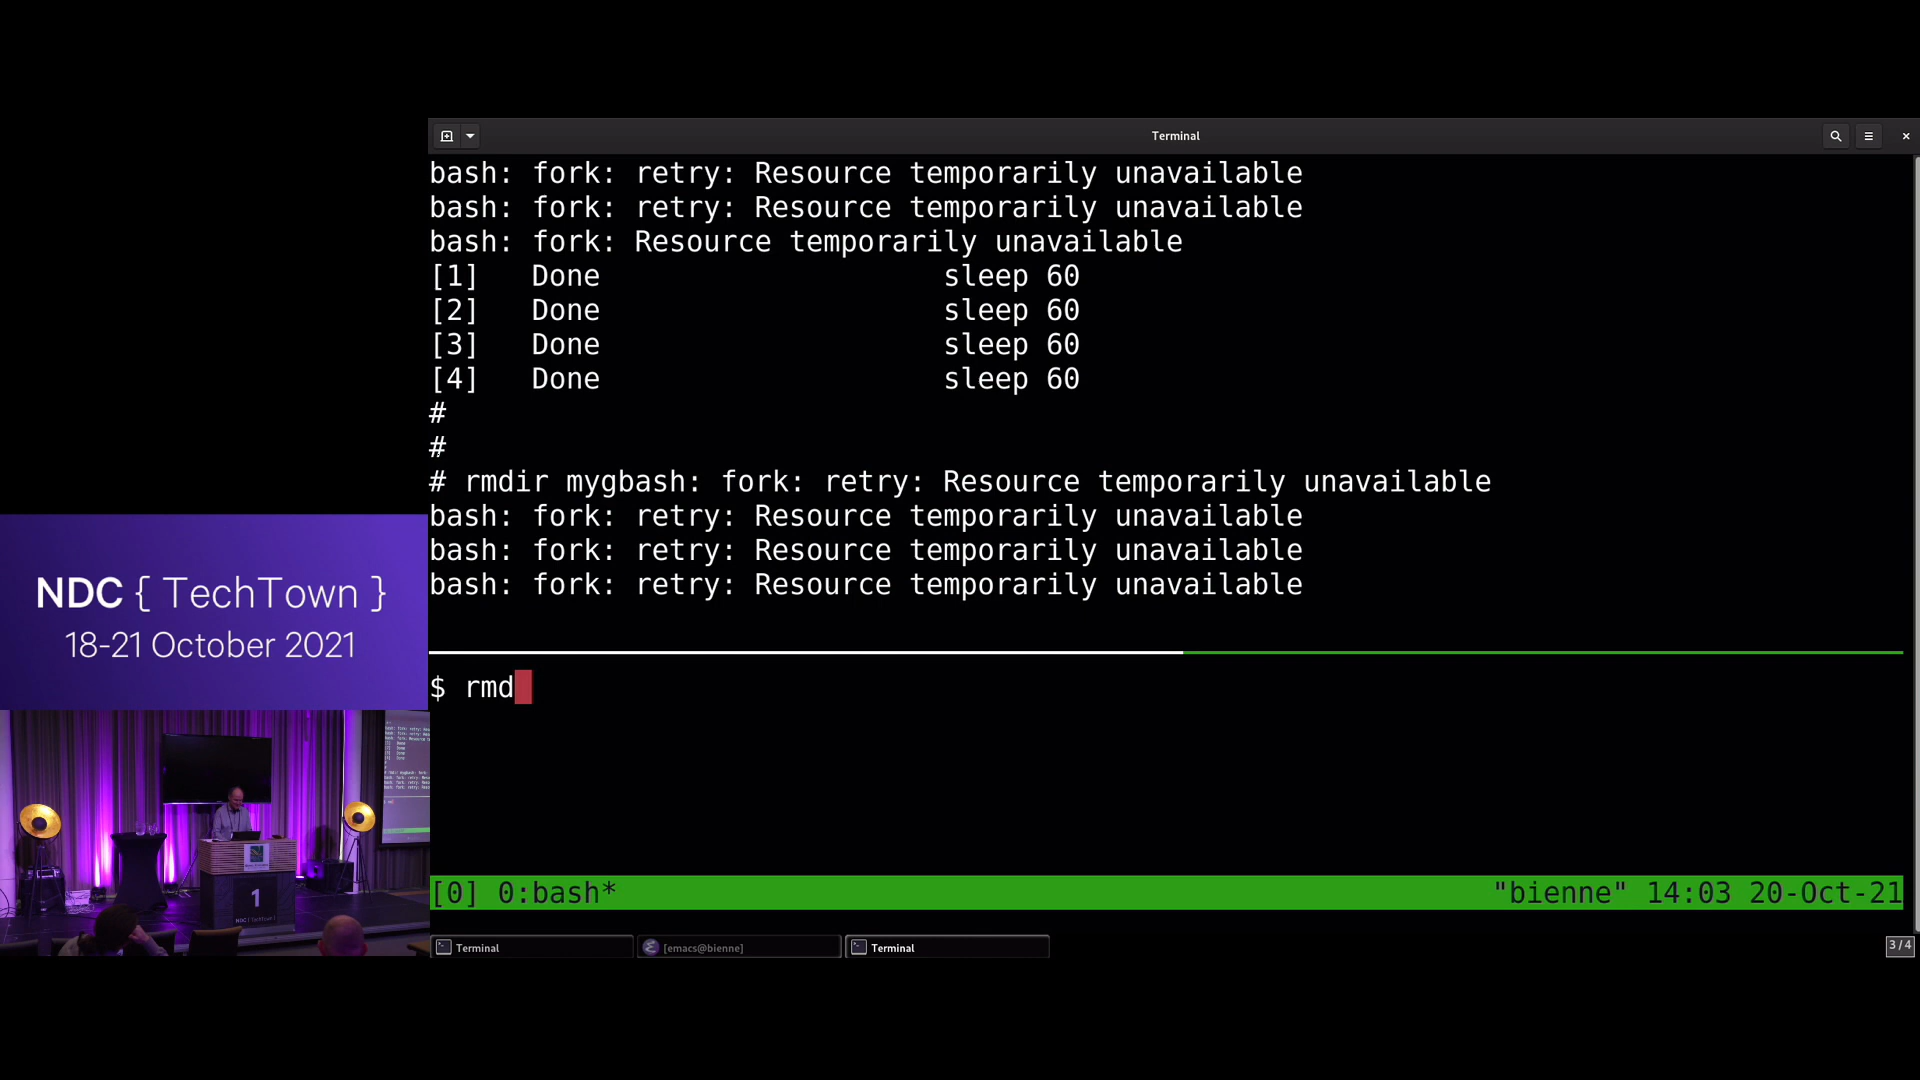 Terminal
bash: fork: retry: Resource temporarily unavailable
bash: fork: retry: Resource temporarily unavailable
bash: fork: Resource temporarily unavailable
[1]   Done                    sleep 60
[2]   Done                    sleep 60
[3]   Done                    sleep 60
[4]   Done                    sleep 60
#
#
# rmdir mygbash: fork: retry: Resource temporarily unavailable
bash: fork: retry: Resource temporarily unavailable
bash: fork: retry: Resource temporarily unavailable
bash: fork: retry: Resource temporarily unavailable
$ rmd
[0] 0:bash* "bienne" 14:03 20-Oct-21
Terminal [emacs@bienne] Terminal 3/4
NDC { TechTown }
18-21 October 2021
1
NDC { TechTown }